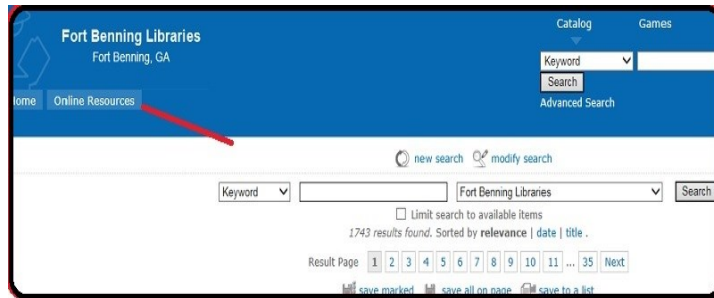 Fort Benning Libraries
Fort Benning, GA
Catalog Games
Keyword
Search
Advanced Search
Home Online Resources
new search modify search
Keyword Fort Benning Libraries Search
Limit search to available items
1743 results found. Sorted by relevance | date | title .
Result Page 1 2 3 4 5 6 7 8 9 10 11 ... 35 Next
save marked save all on page save to a list